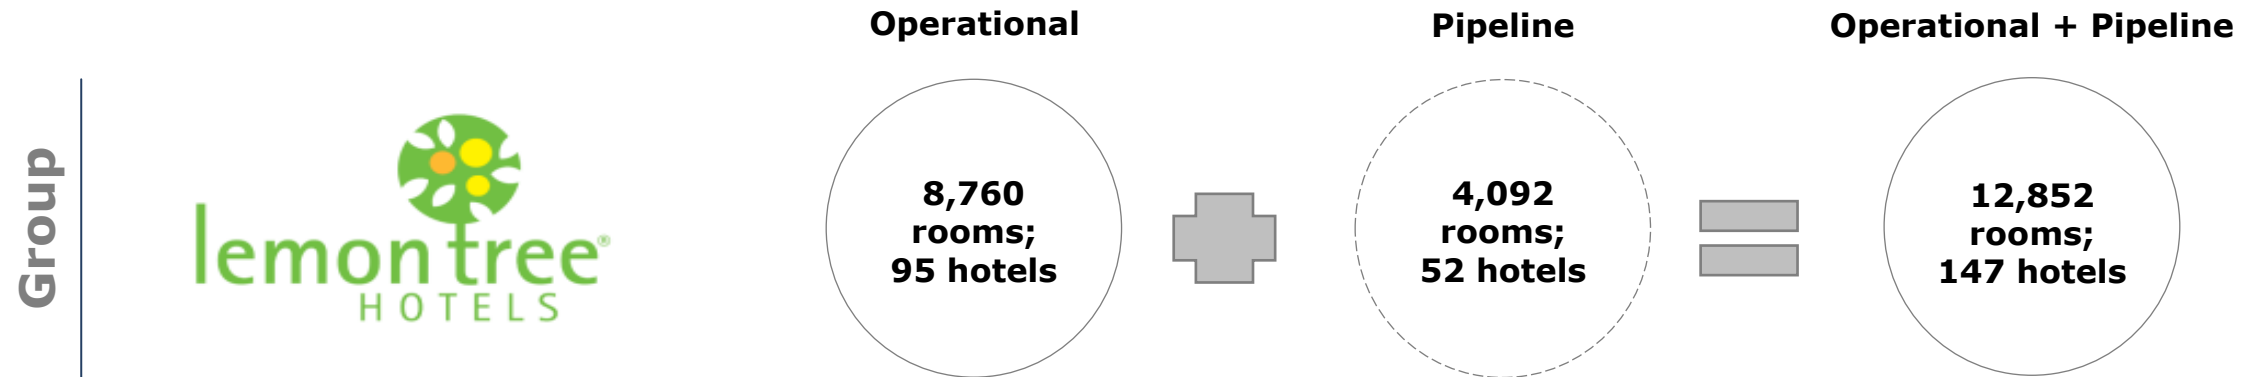 Operational
Pipeline
Operational + Pipeline
Group
lemon tree®
HOTELS
8,760
rooms;
95 hotels
4,092
rooms;
52 hotels
12,852
rooms;
147 hotels